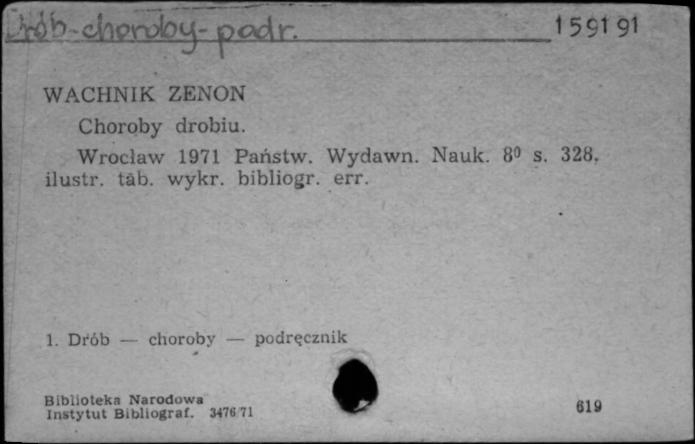 Drób-choroby-podr.
159191
WACHNIK ZENON
Choroby drobiu.
Wrocław 1971 Państw. Wydawn. Nauk. 8⁰ s. 328,
ilustr. tab. wykr. bibliogr. err.
1. Drób — choroby — podręcznik
Biblioteka Narodowa
Instytut Bibliograf. 3476/71
619